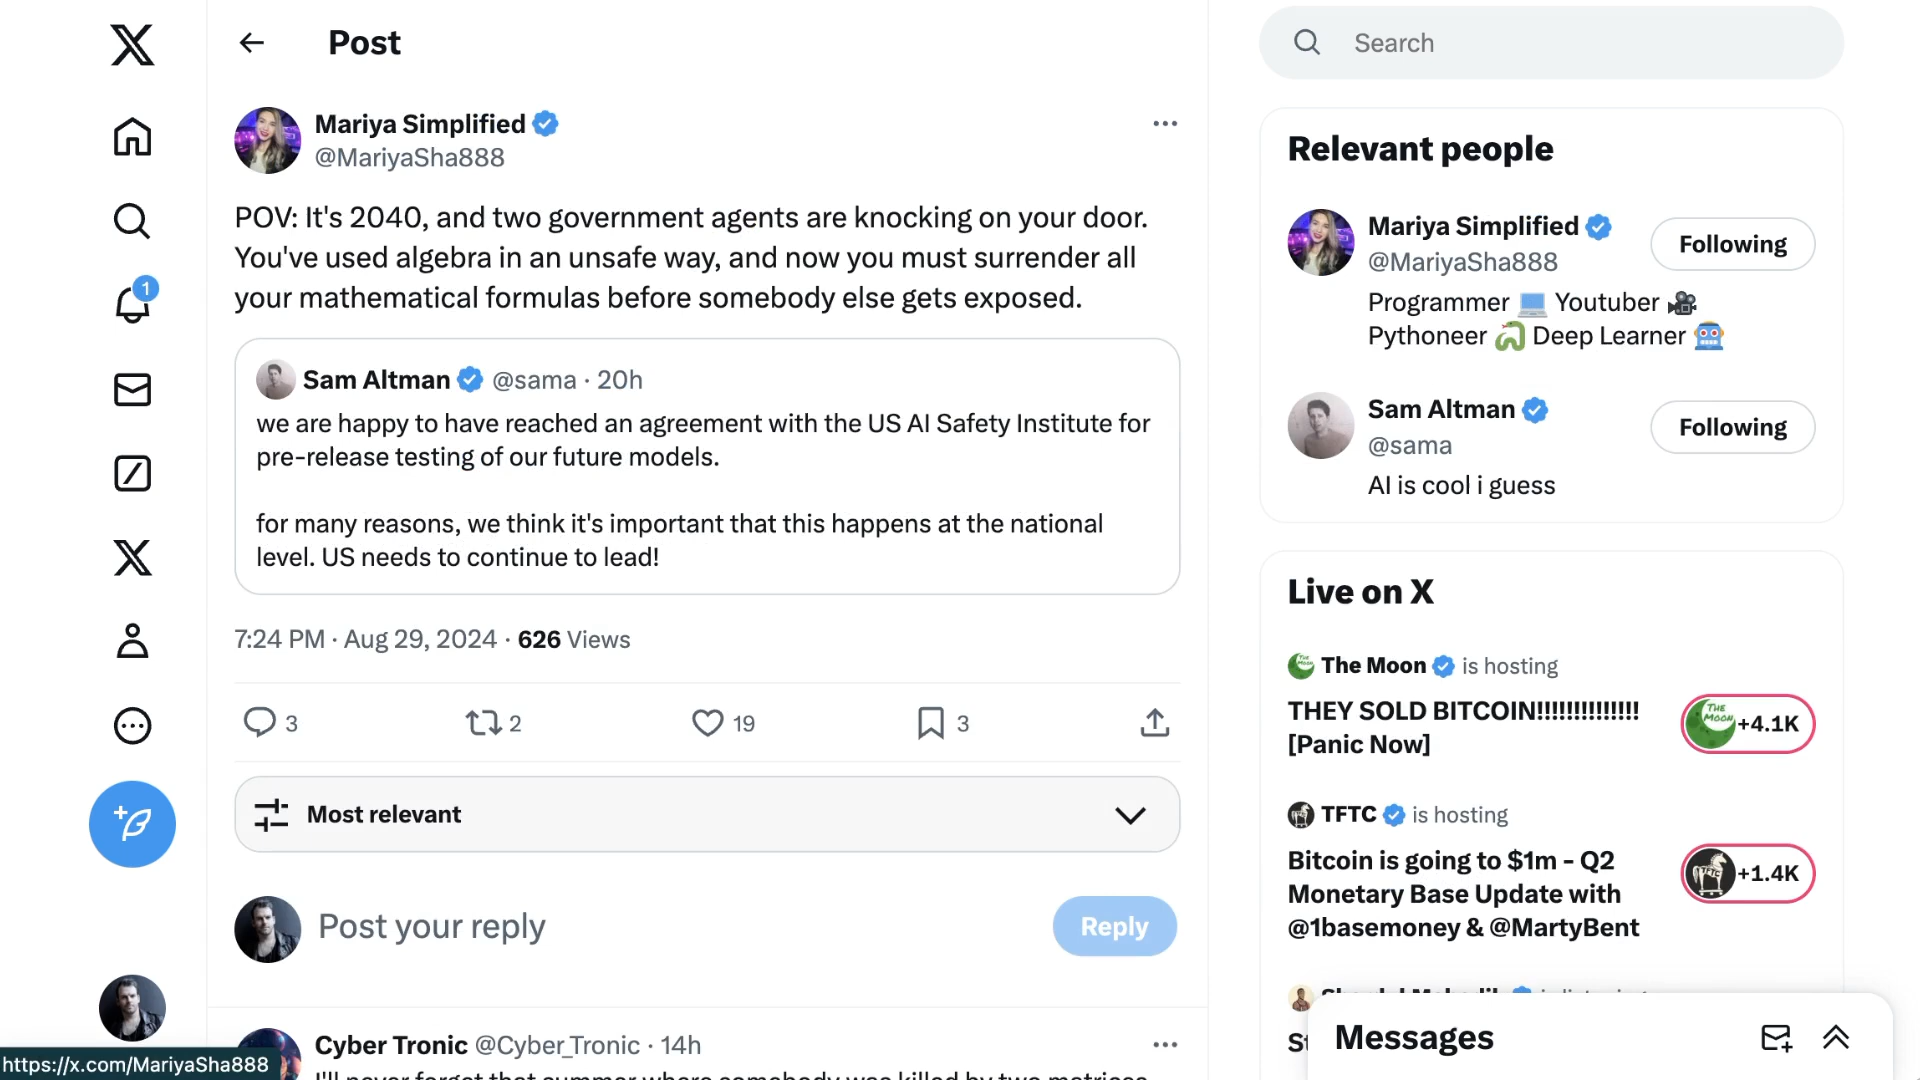 Post
Mariya Simplified
@MariyaSha888
POV: It's 2040, and two government agents are knocking on your door.
You've used algebra in an unsafe way, and now you must surrender all
your mathematical formulas before somebody else gets exposed.
Sam Altman @sama · 20h
we are happy to have reached an agreement with the US AI Safety Institute for
pre-release testing of our future models.
for many reasons, we think it's important that this happens at the national
level. US needs to continue to lead!
7:24 PM · Aug 29, 2024 · 626 Views
3 2 19 3
Most relevant
Post your reply
Reply
Cyber Tronic @Cyber_Tronic · 14h
I'll never forget that summer where somebody was killed by two matrices
1
https://x.com/MariyaSha888
Search
Relevant people
Mariya Simplified
@MariyaSha888
Following
Programmer 💻 Youtuber 🎥
Pythoneer 🐍 Deep Learner 🤖
Sam Altman
@sama
Following
AI is cool i guess
Live on X
The Moon is hosting
THEY SOLD BITCOIN!!!!!!!!!!!!!!
[Panic Now]
THE MOON
+4.1K
TFTC is hosting
Bitcoin is going to $1m - Q2
Monetary Base Update with
@1basemoney & @MartyBent
TFTC
+1.4K
St
Messages